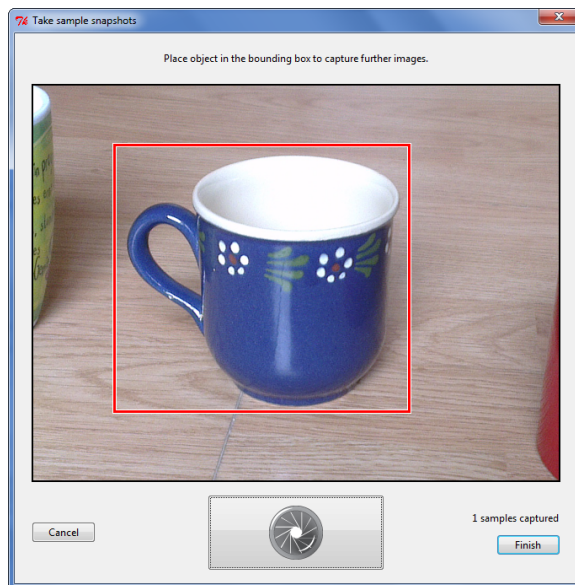 Take sample snapshots
Place object in the bounding box to capture further images.
1 samples captured
Cancel
Finish